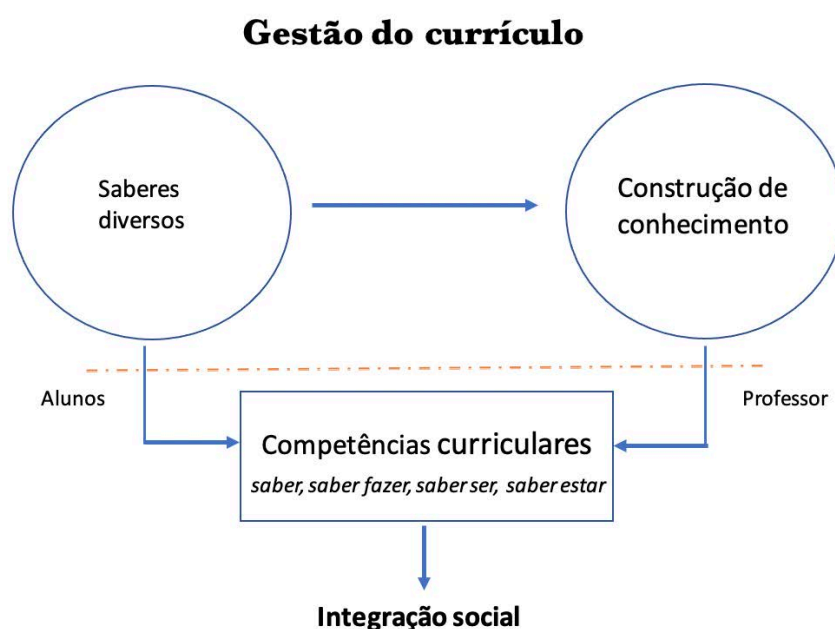 Gestão do currículo
Saberes
diversos
Construção de
conhecimento
Alunos
Professor
Competências curriculares
saber, saber fazer, saber ser, saber estar
Integração social